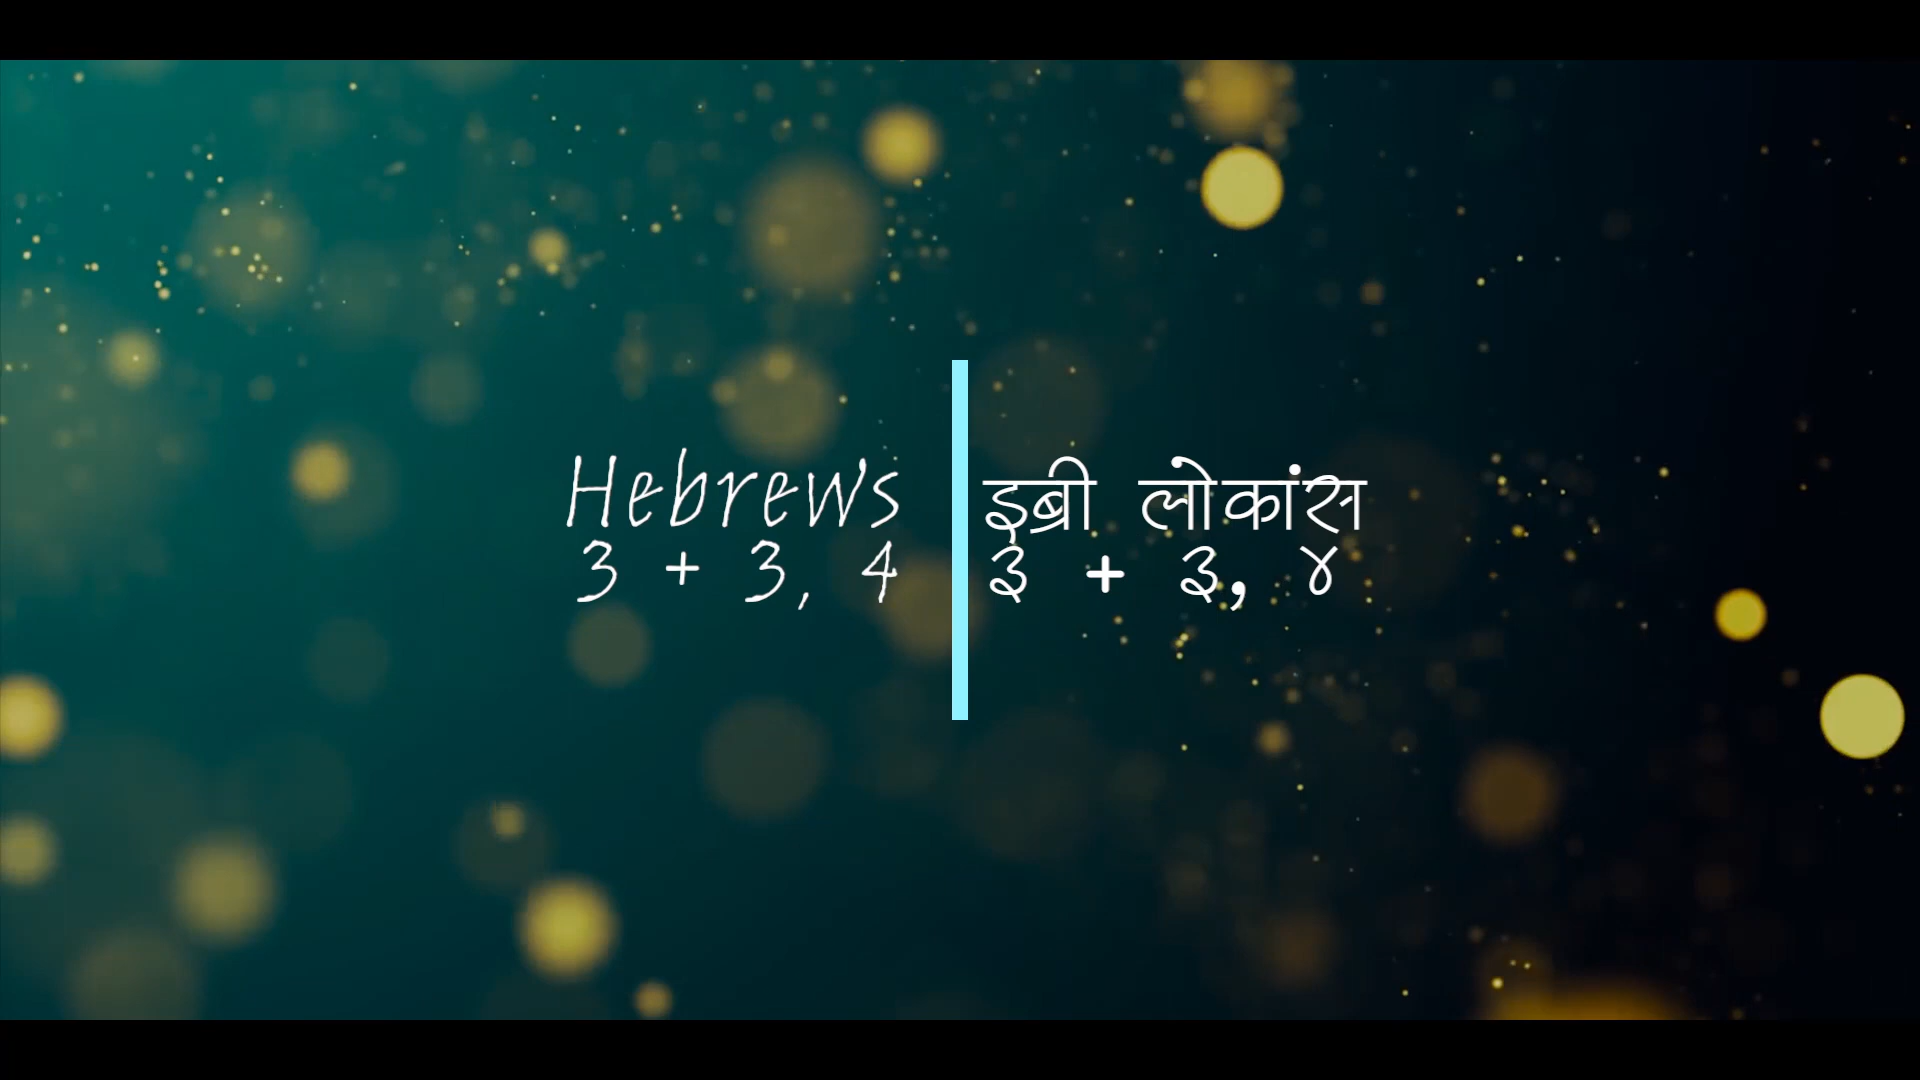 Hebrews
3 + 3, 4
इब्री लोकांस
३ + ३, ४